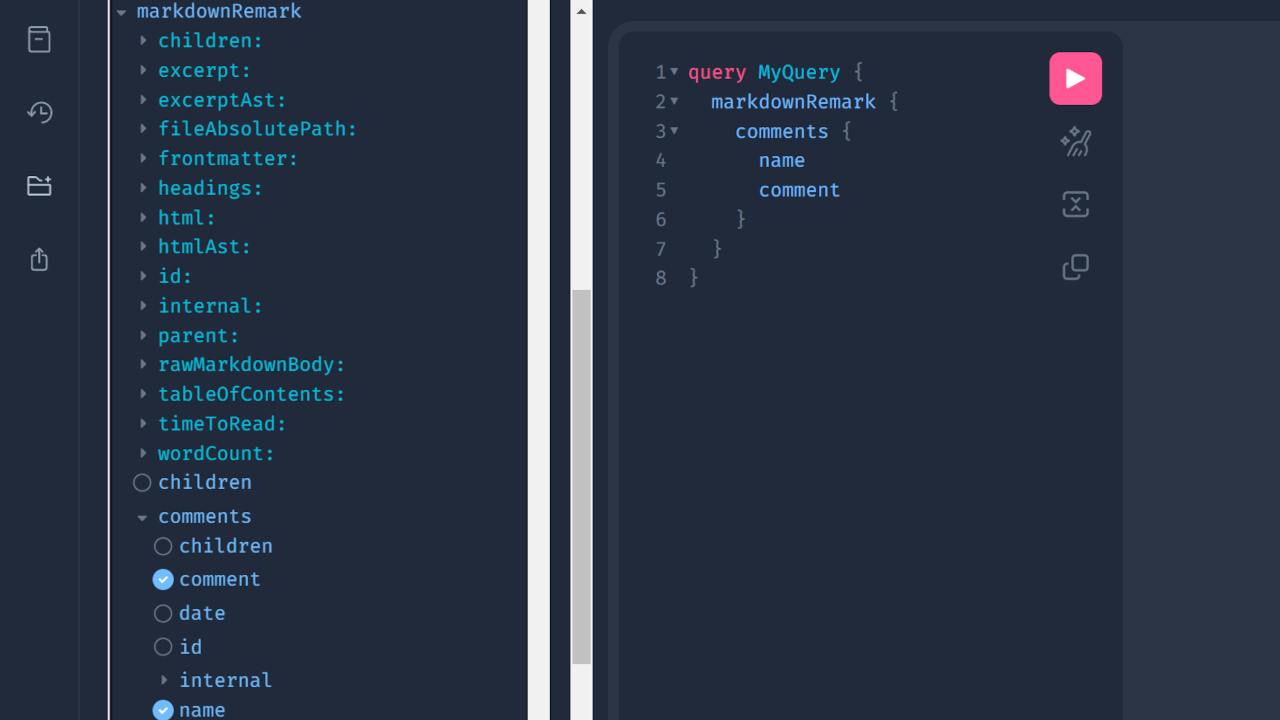 markdownRemark
children:
excerpt:
excerptAst:
fileAbsolutePath:
frontmatter:
headings:
html:
htmlAst:
id:
internal:
parent:
rawMarkdownBody:
tableOfContents:
timeToRead:
wordCount:
children
comments
children
comment
date
id
internal
name
1 query MyQuery {
2 markdownRemark {
3 comments {
4 name
5 comment
6 }
7 }
8 }